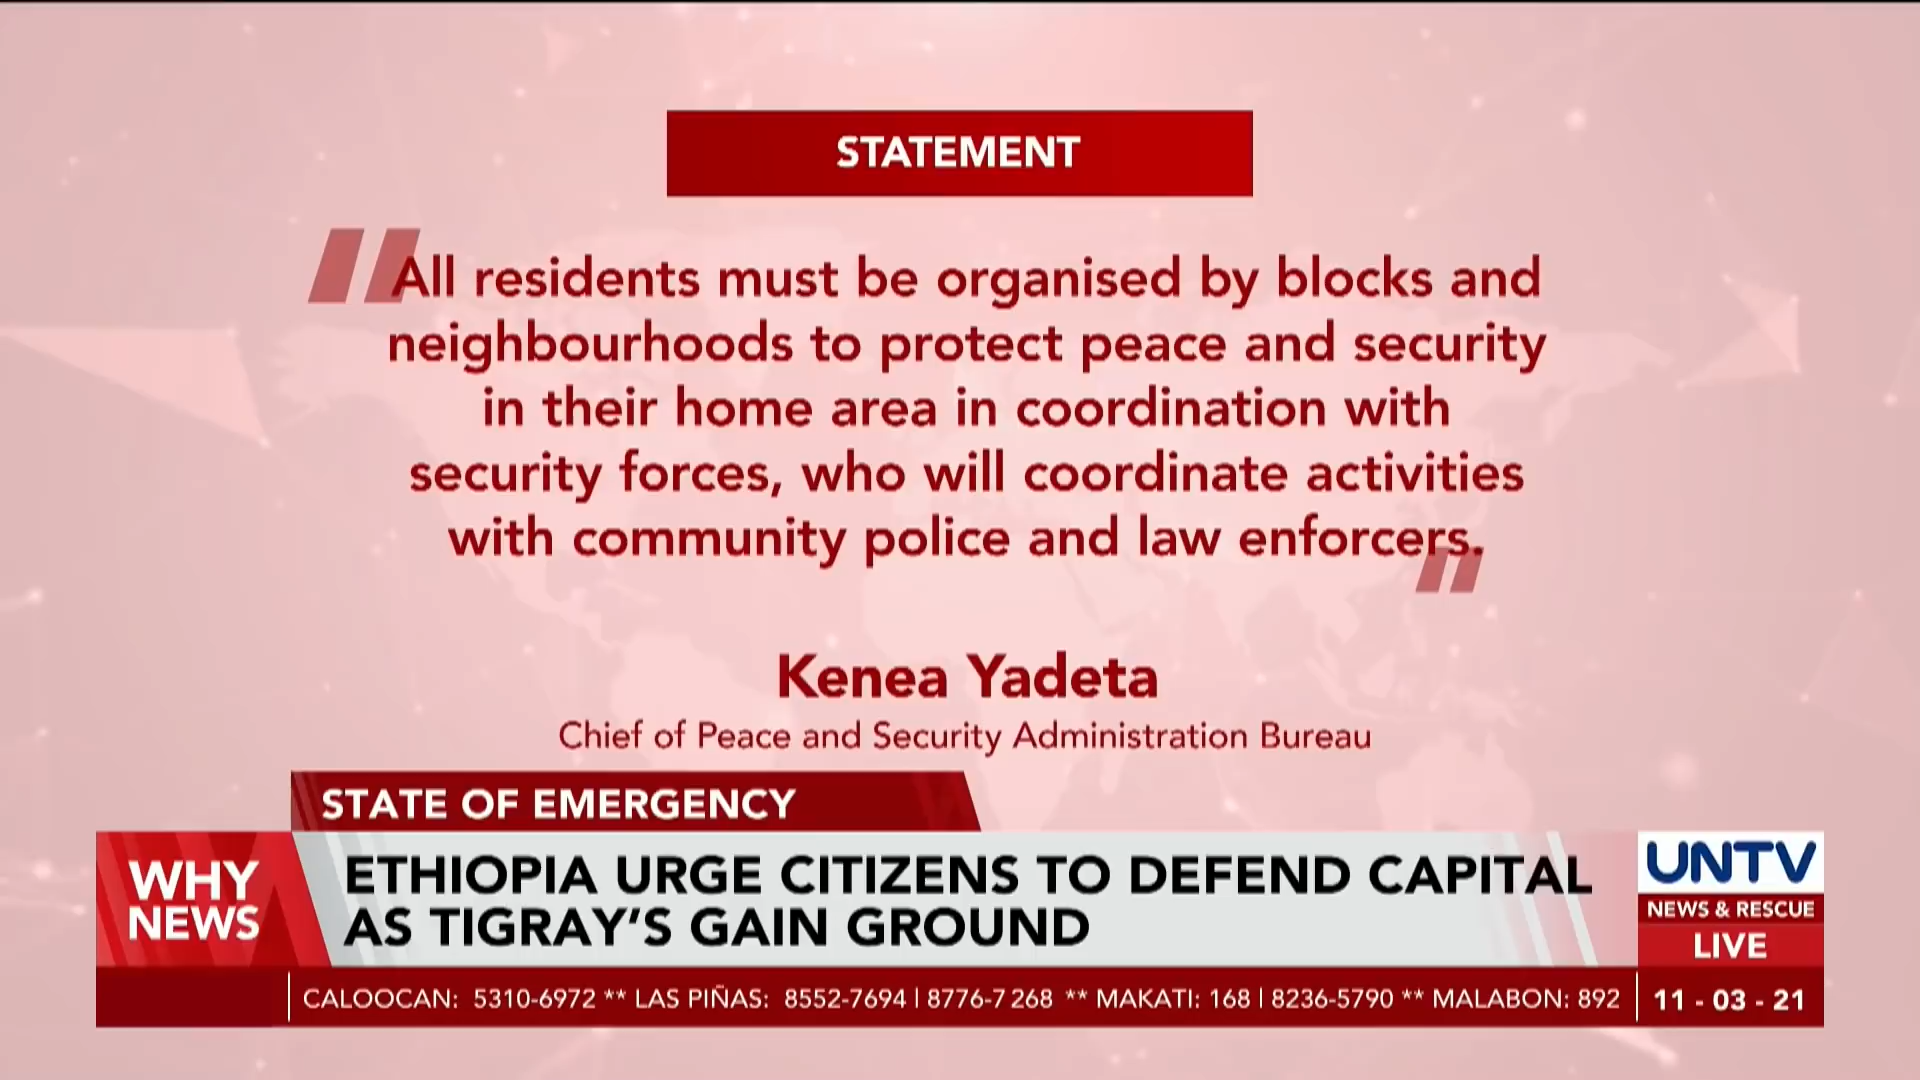 STATEMENT
"All residents must be organised by blocks and
neighbourhoods to protect peace and security
in their home area in coordination with
security forces, who will coordinate activities
with community police and law enforcers."
Kenea Yadeta
Chief of Peace and Security Administration Bureau
STATE OF EMERGENCY
WHY
NEWS
ETHIOPIA URGE CITIZENS TO DEFEND CAPITAL
AS TIGRAY'S GAIN GROUND
UNTV
NEWS & RESCUE
LIVE
CALOOCAN: 5310-6972 ** LAS PIÑAS: 8552-7694 | 8776-7268 ** MAKATI: 168 | 8236-5790 ** MALABON: 892
11 - 03 - 21